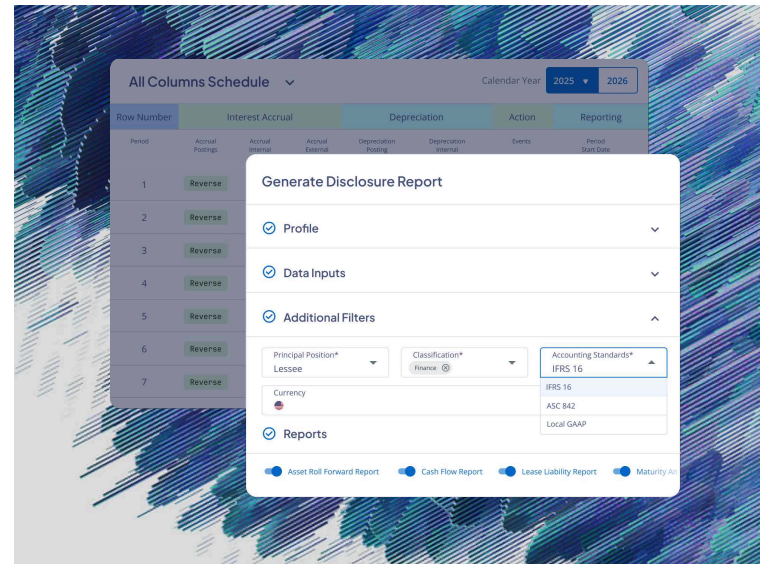 All Columns Schedule
Calendar Year 2025 2026
Row Number Interest Accrual Depreciation Action Reporting
Period Accrual Postings Accrual Internal Accrual External Depreciation Posting Depreciation Internal Events Period Start Date
1 Reverse
2 Reverse
3 Reverse
4 Reverse
5 Reverse
6 Reverse
7 Reverse
Generate Disclosure Report
Profile
Data Inputs
Additional Filters
Principal Position* Classification* Accounting Standards*
Lessee Finance IFRS 16
Currency
IFRS 16
ASC 842
Local GAAP
Reports
Asset Roll Forward Report Cash Flow Report Lease Liability Report Maturity An